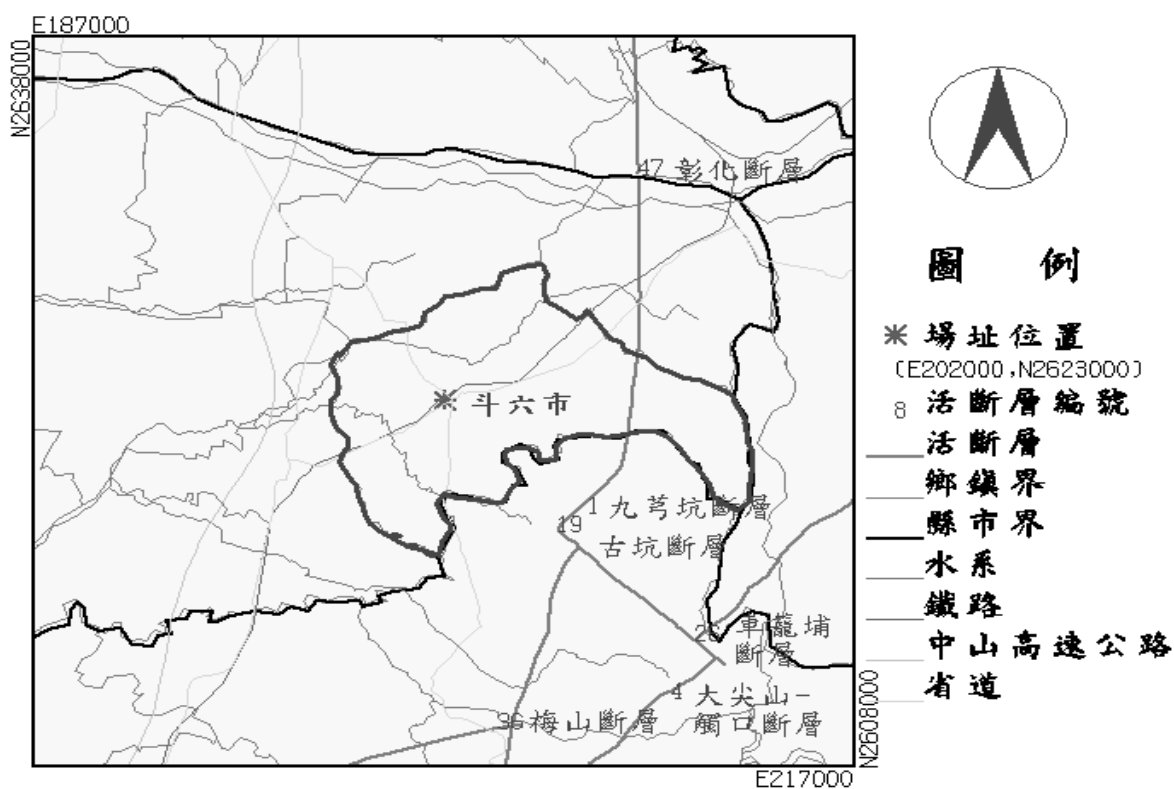 E187000
N2638000
47 彰化斷層
斗六市
1 九芎坑斷層
19
古坑斷層
車籠埔
斷層
4 大尖山-
觸口斷層
36 梅山斷層
N2608000
E217000
圖 例
場址位置
(E202000,N2623000)
8 活斷層編號
活斷層
鄉鎮界
縣市界
水系
鐵路
中山高速公路
省道